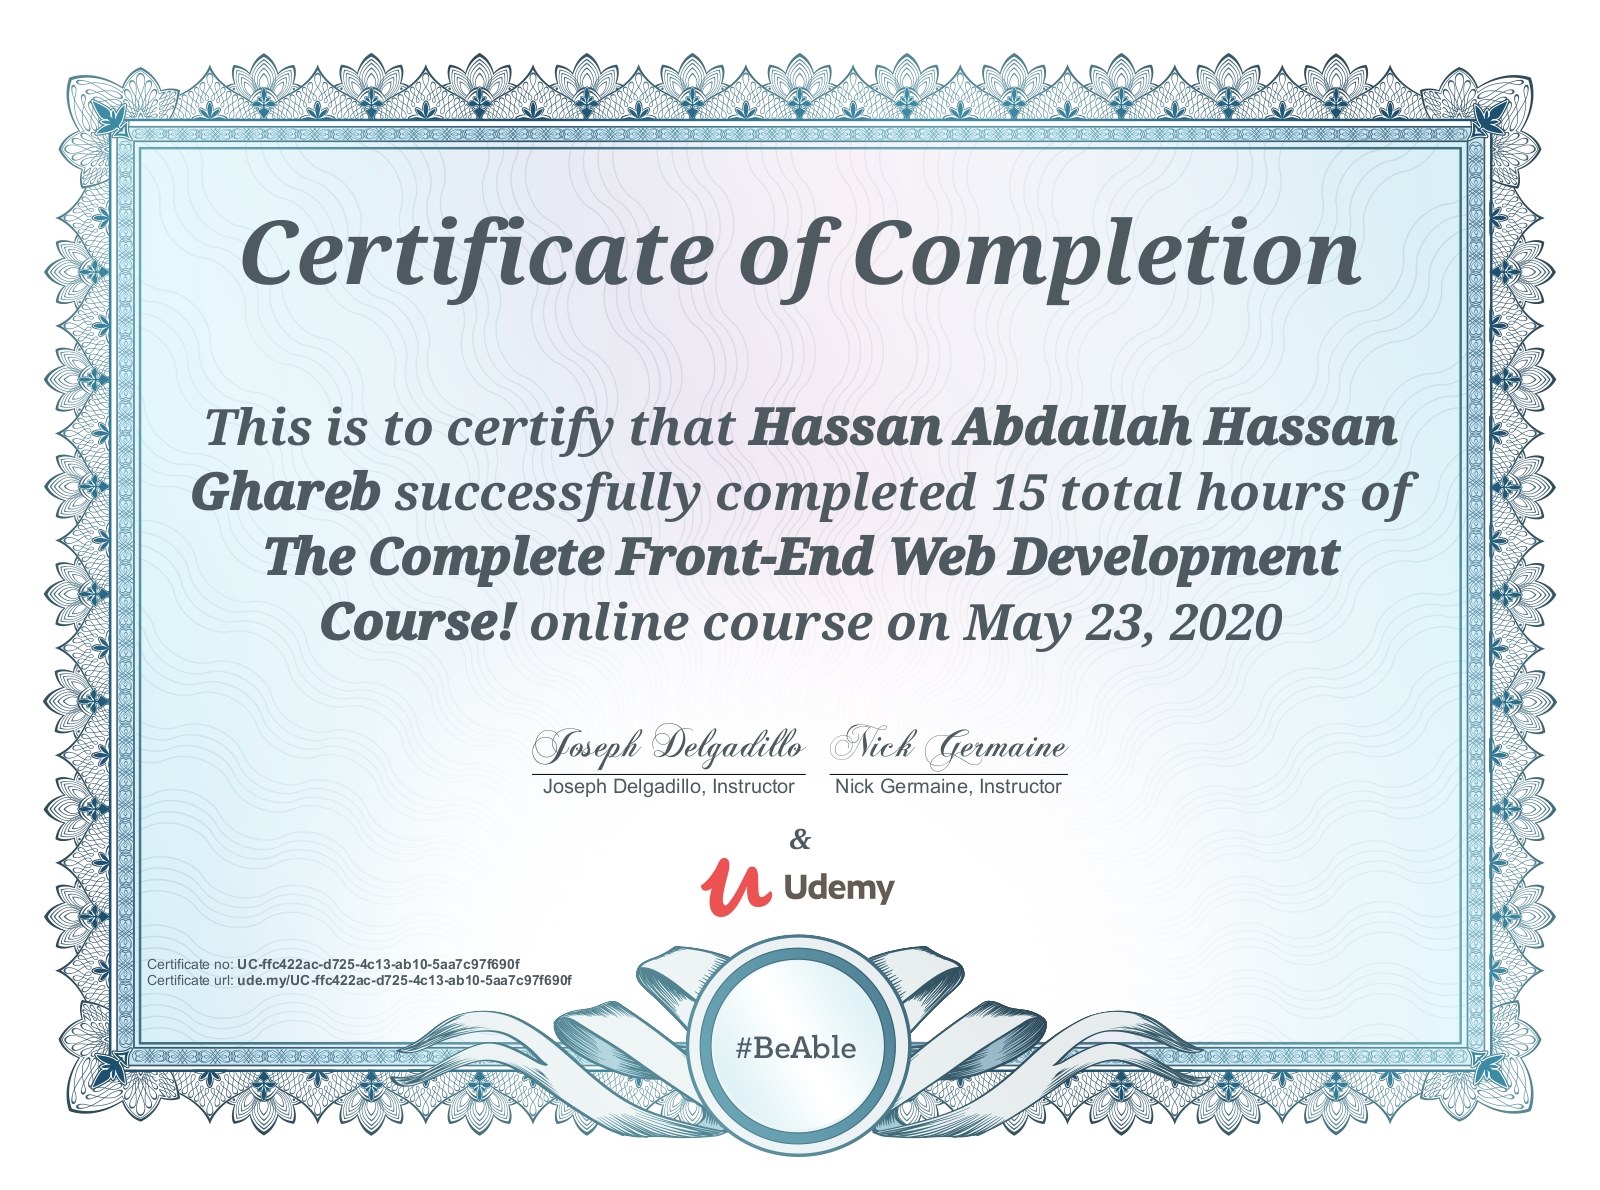 Certificate of Completion
This is to certify that Hassan Abdallah Hassan
Ghareb successfully completed 15 total hours of
The Complete Front-End Web Development
Course! online course on May 23, 2020
Joseph Delgadillo Nick Germaine
Joseph Delgadillo, Instructor Nick Germaine, Instructor
&
Udemy
Certificate no: UC-ffc422ac-d725-4c13-ab10-5aa7c97f690f
Certificate url: ude.my/UC-ffc422ac-d725-4c13-ab10-5aa7c97f690f
#BeAble